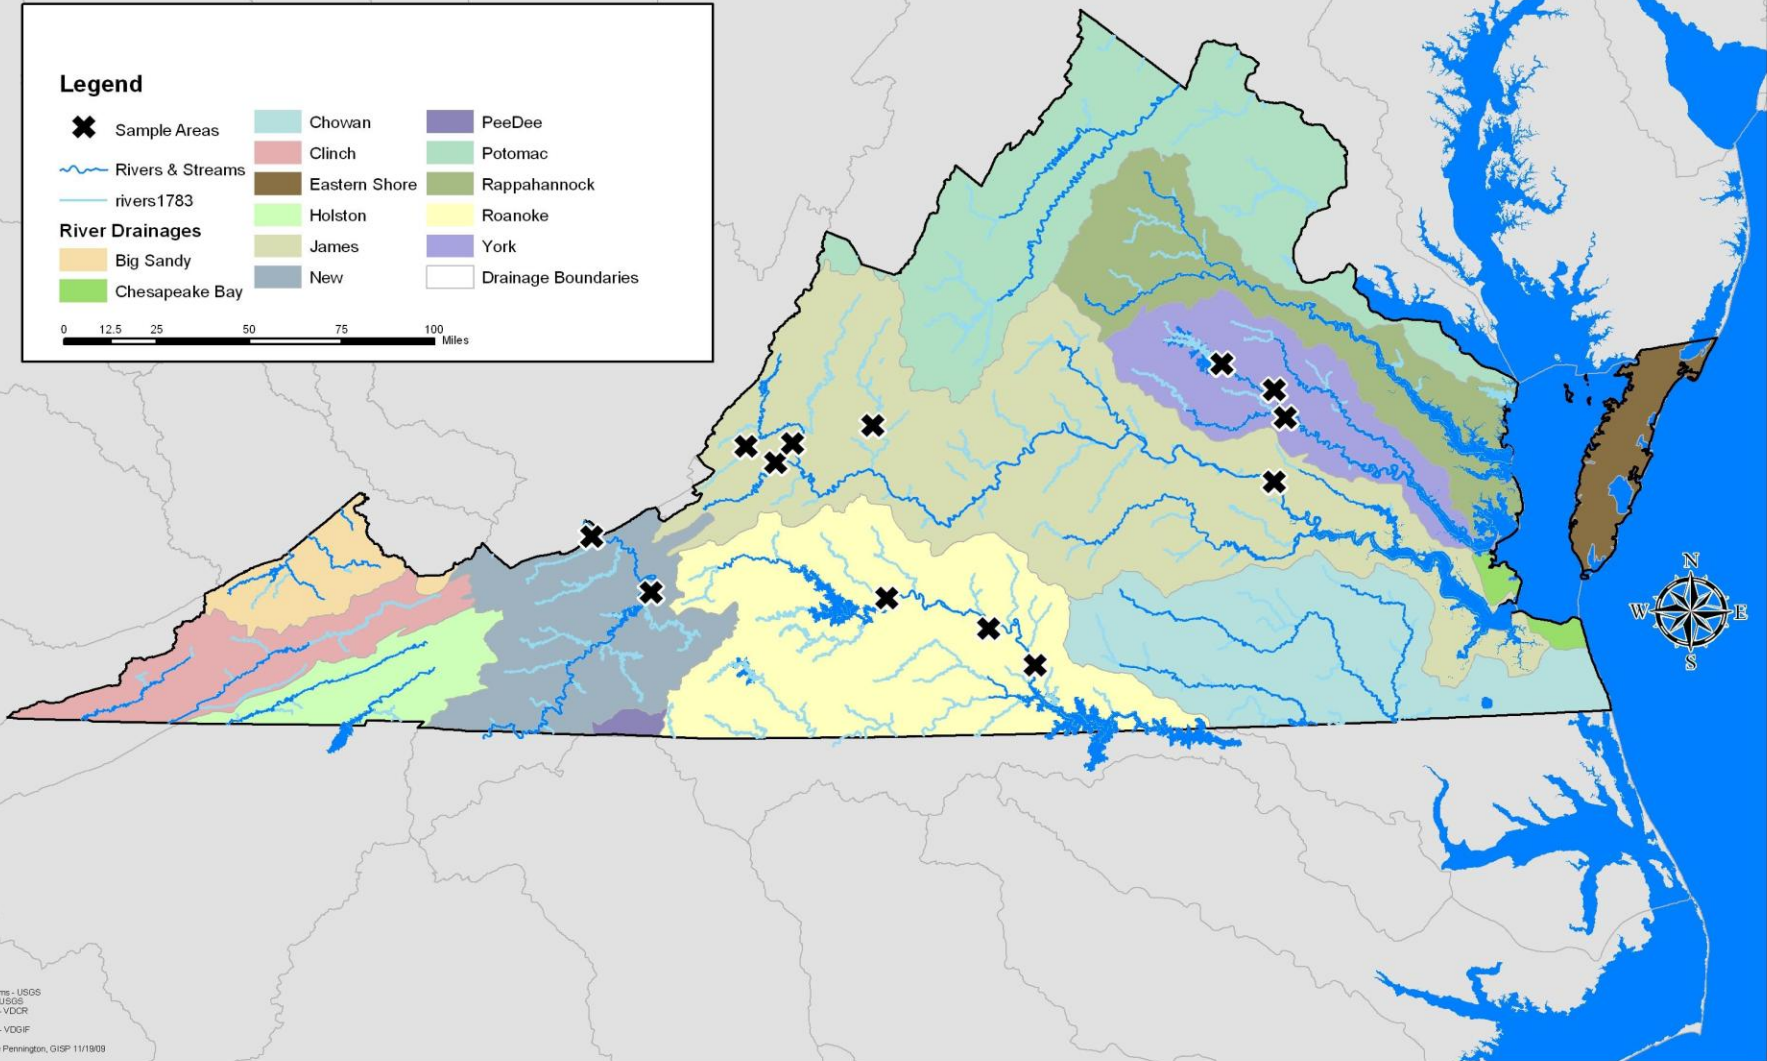 Legend
Sample Areas
Rivers & Streams
rivers1783
River Drainages
Big Sandy
Chesapeake Bay
Chowan
Clinch
Eastern Shore
Holston
James
New
PeeDee
Potomac
Rappahannock
Roanoke
York
Drainage Boundaries
0 12.5 25 50 75 100
Miles
N
W E
S
ms - USGS
USGS
- VDCR
- VDGIF
Pennington, GISP 11/19/09